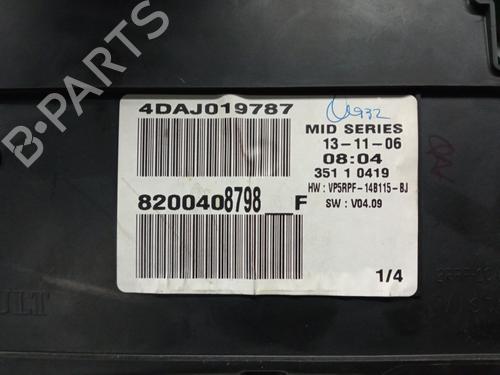 B-PARTS
4DAJ019787
MID SERIES
13-11-06
08:04
351 1 0419
HW : VP5RPF-14B115-BJ
SW : V04.09
8200408798__F
1/4